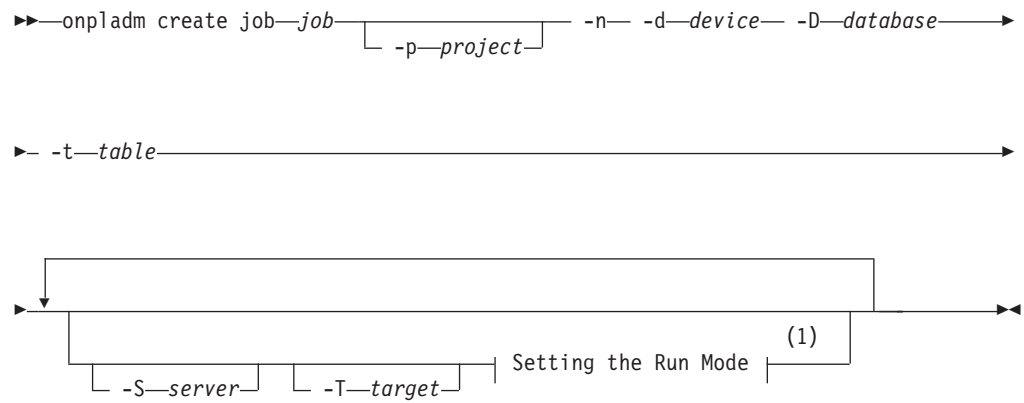 onpladm create job job -n -d device -D database
-p project
-t table
(1)
Setting the Run Mode
-S server -T target